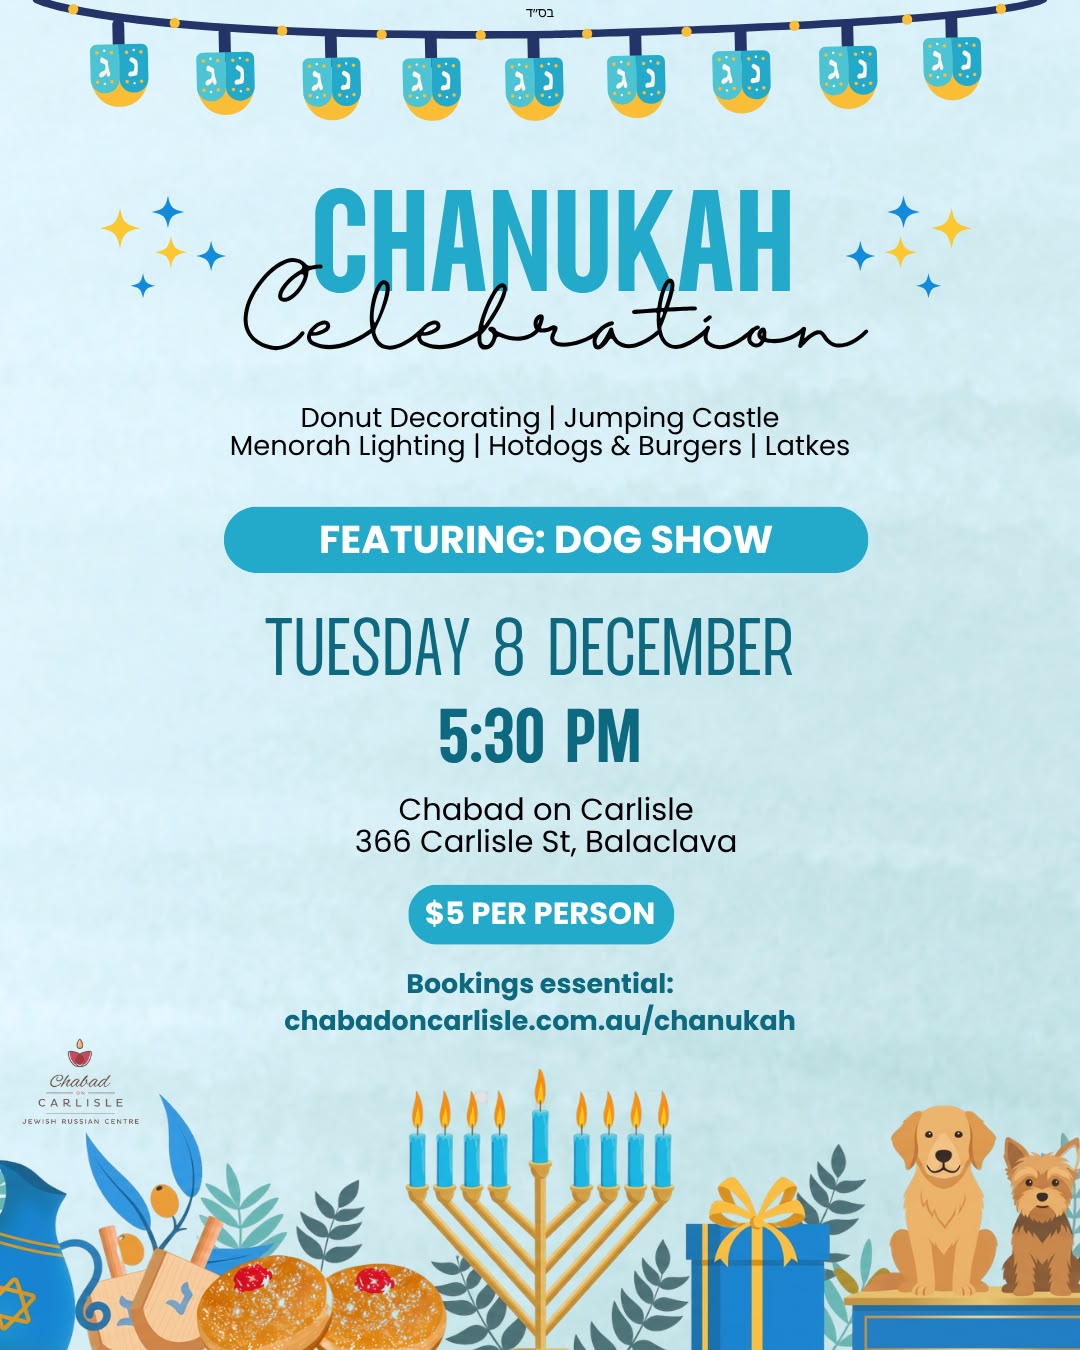 בס״ד
נ ג
נ ג
נ ג
נ ג
נ ג
נ ג
נ ג
נ ג
נ ג
CHANUKAH
Celebration
Donut Decorating | Jumping Castle
Menorah Lighting | Hotdogs & Burgers | Latkes
FEATURING: DOG SHOW
TUESDAY 8 DECEMBER
5:30 PM
Chabad on Carlisle
366 Carlisle St, Balaclava
$5 PER PERSON
Bookings essential:
chabadoncarlisle.com.au/chanukah
Chabad
ON
CARLISLE
JEWISH RUSSIAN CENTRE